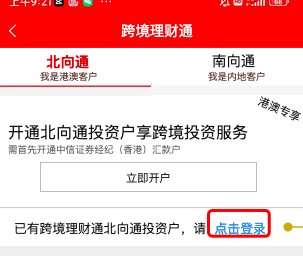 上午9:21
跨境理财通
北向通
我是港澳客户
南向通
我是内地客户
港澳专享
开通北向通投资户享跨境投资服务
需首先开通中信证券经纪（香港）汇款户
立即开户
已有跨境理财通北向通投资户，请 点击登录